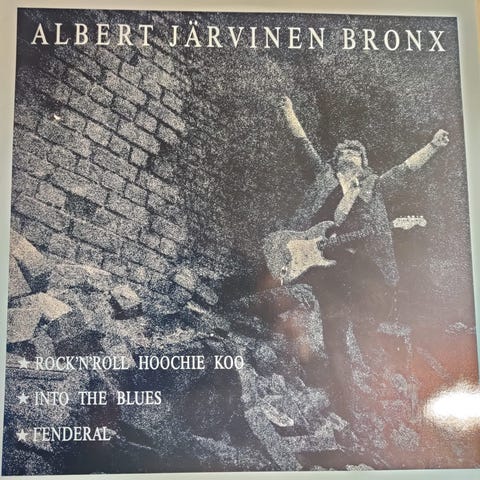 ALBERT JÄRVINEN BRONX
★ ROCK'N'ROLL HOOCHIE KOO
★ INTO THE BLUES
★ FENDERAL